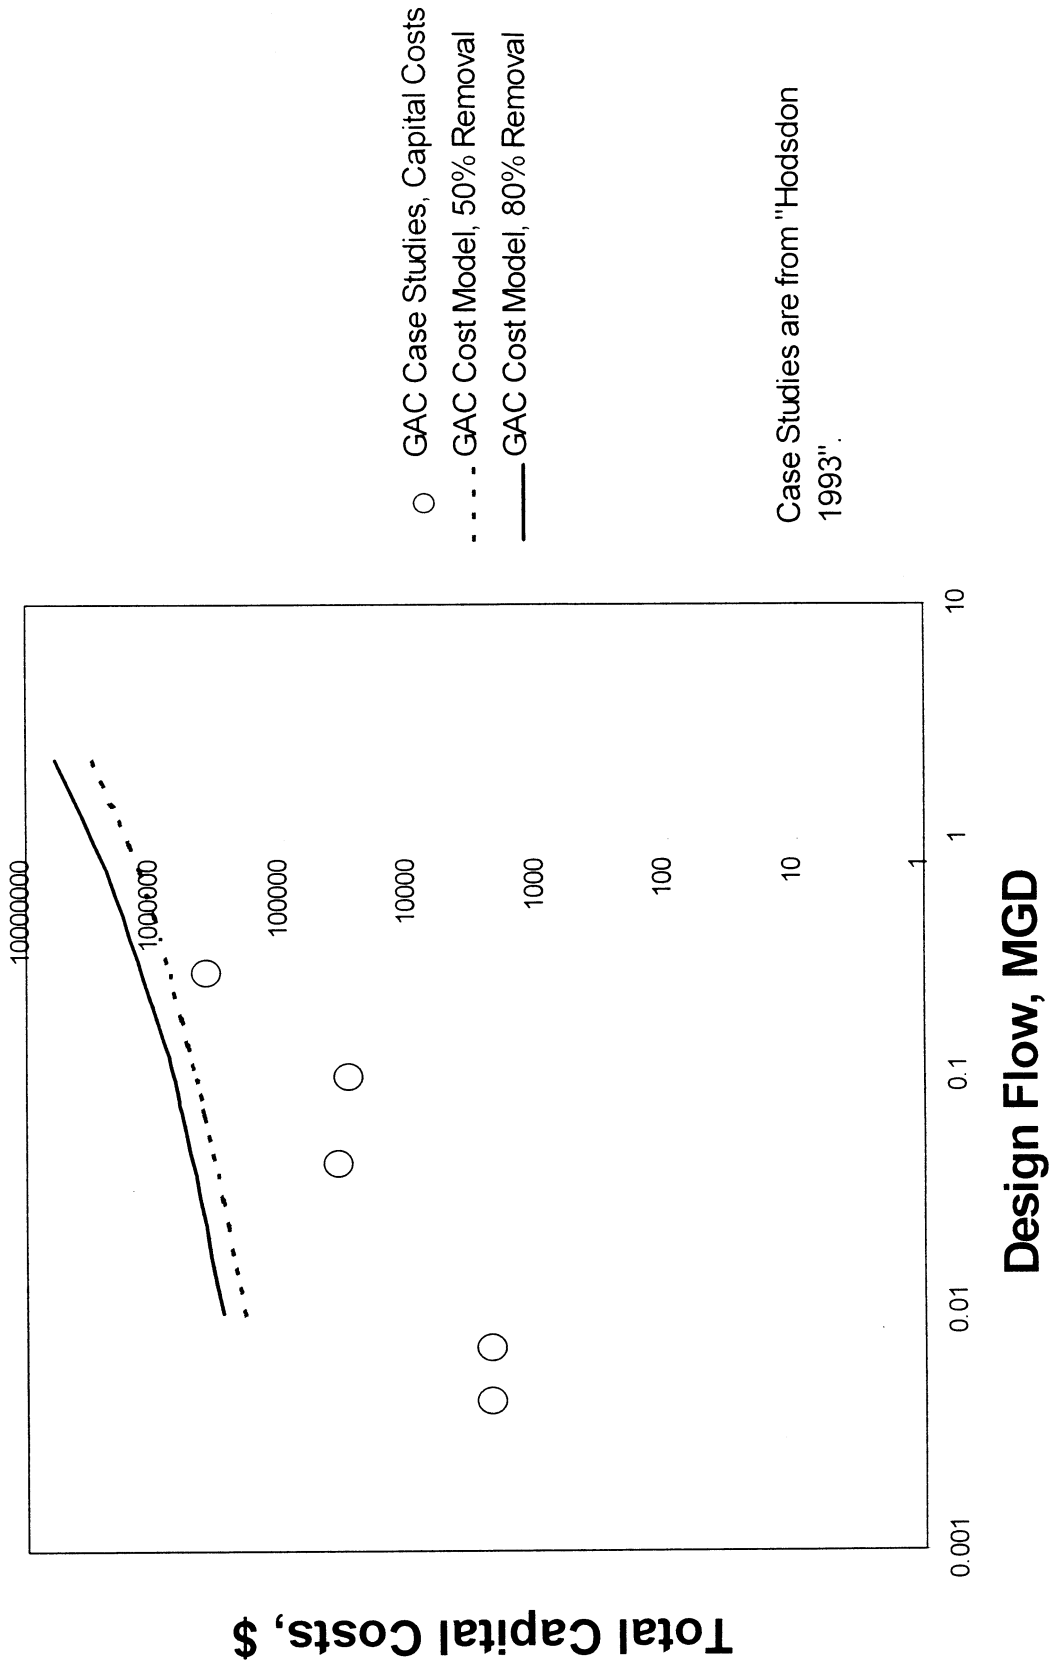 Total Capital Costs, $
10000000
1000000
100000
10000
1000
100
10
1
0.001
0.01
0.1
1
10
Design Flow, MGD
GAC Case Studies, Capital Costs
GAC Cost Model, 50% Removal
GAC Cost Model, 80% Removal
Case Studies are from "Hodsdon
1993".